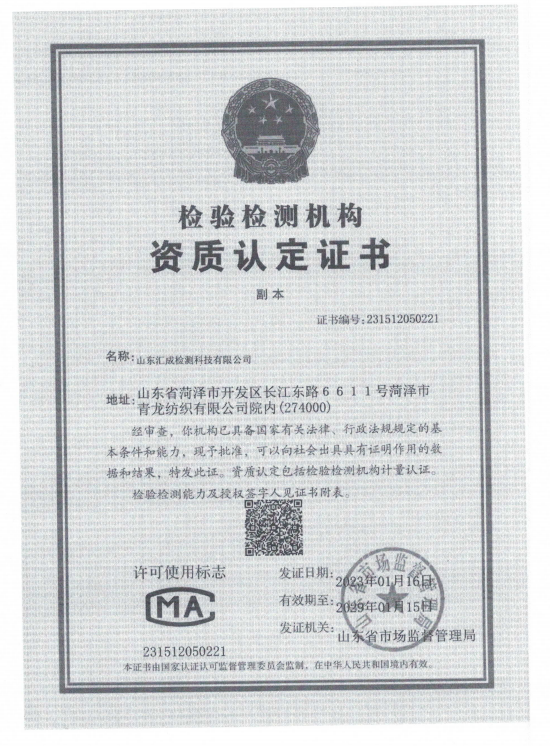 检验检测机构
资质认定证书
副本
证书编号:231512050221
名称:山东汇成检测科技有限公司
地址:山东省菏泽市开发区长江东路6611号菏泽市
青龙纺织有限公司院内(274000)
经审查，你机构已具备国家有关法律、行政法规规定的基
本条件和能力，现予批准，可以向社会出具具有证明作用的数
据和结果，特发此证。资质认定包括检验检测机构计量认证。
检验检测能力及授权签字人见证书附表。
许可使用标志
MA
231512050221
发证日期:2023年01月16日
有效期至:2029年01月15日
发证机关:山东省市场监督管理局
山东省市场监督管理局
本证书由国家认证认可监督管理委员会监制，在中华人民共和国境内有效。